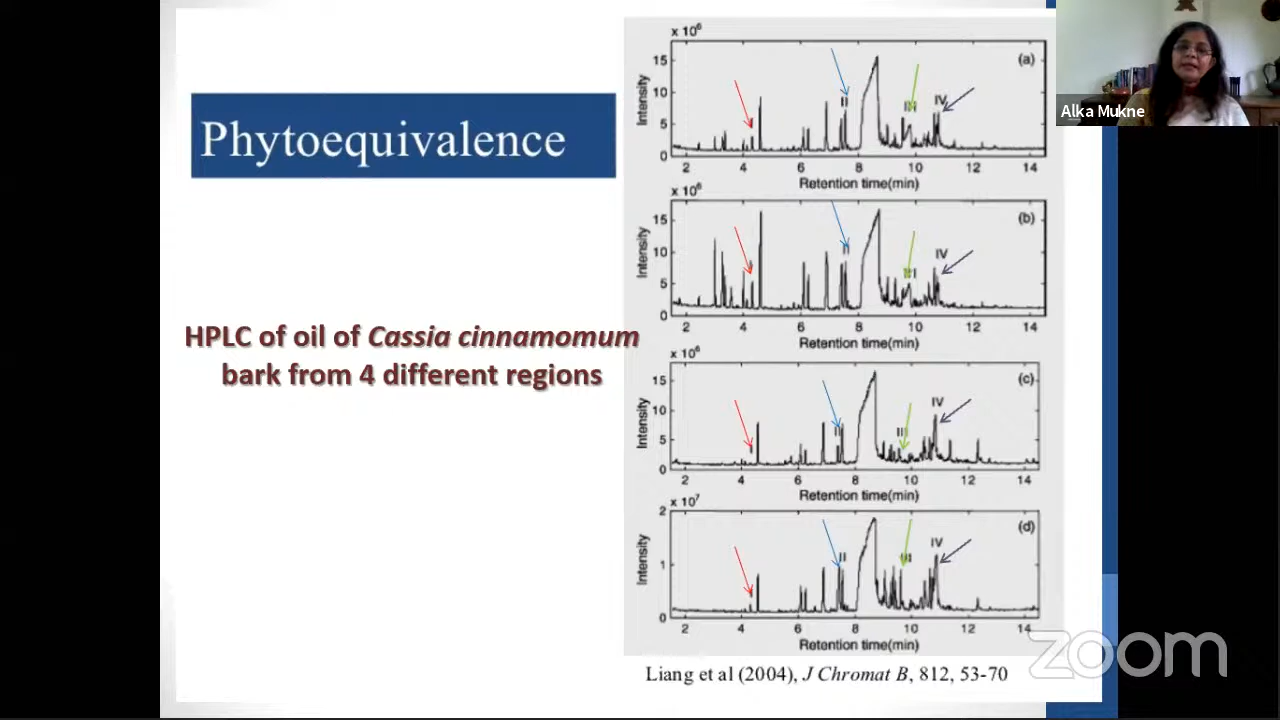 Phytoequivalence
HPLC of oil of Cassia cinnamomum
bark from 4 different regions
x 10⁶
(a)
15
10
5
0
Intensity
II
IV
2 4 6 8 10 12 14
Retention time(min)
x 10⁶
(b)
15
10
5
0
Intensity
II
IV
2 4 6 8 10 12 14
Retention time(min)
x 10⁶
(c)
15
10
5
0
Intensity
III
IV
2 4 6 8 10 12 14
Retention time(min)
x 10⁷
(d)
2
1
0
Intensity
II
III
IV
2 4 6 8 10 12 14
Retention time(min)
Liang et al (2004), J Chromat B, 812, 53-70
Alka Mukne
zoom